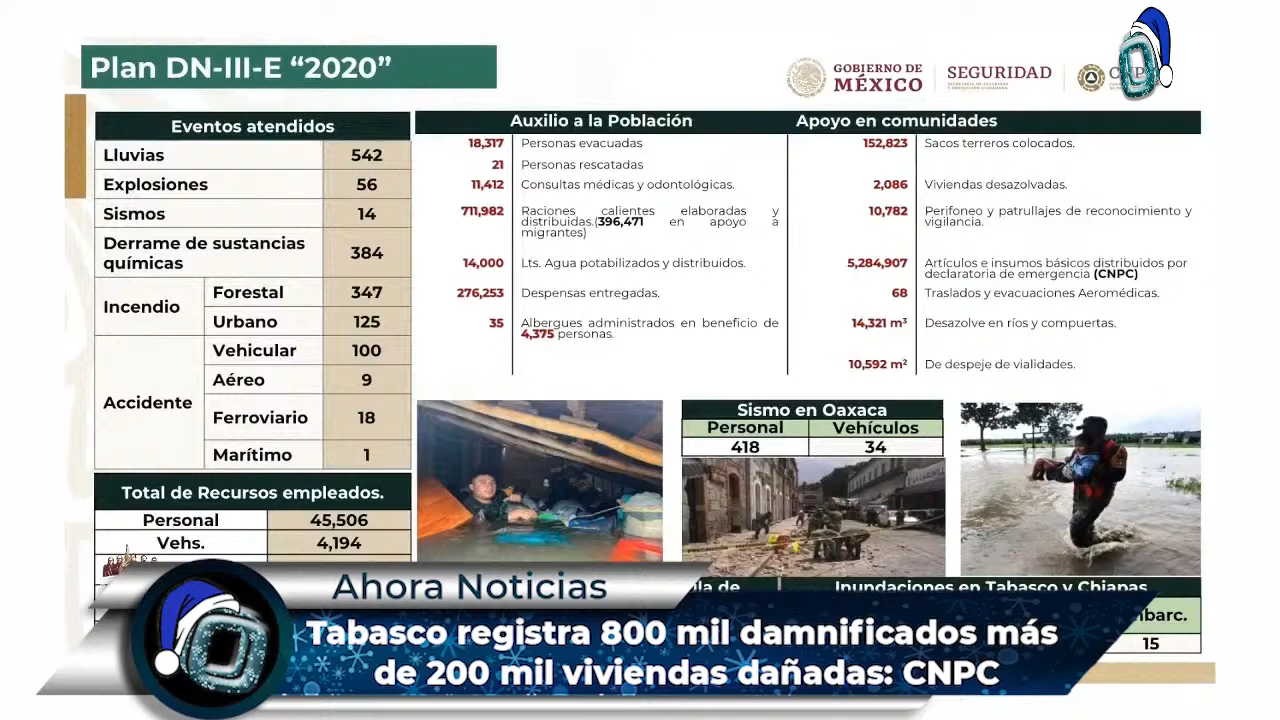 Plan DN-III-E “2020”
GOBIERNO DE
MÉXICO
SEGURIDAD
Eventos atendidos
Lluvias 542
Explosiones 56
Sismos 14
Derrame de sustancias
químicas 384
Incendio
Forestal 347
Urbano 125
Accidente
Vehicular 100
Aéreo 9
Ferroviario 18
Marítimo 1
Total de Recursos empleados.
Personal 45,506
Vehs. 4,194
Auxilio a la Población
18,317 Personas evacuadas
21 Personas rescatadas
11,412 Consultas médicas y odontológicas.
711,982 Raciones calientes elaboradas y
distribuidas.(396,471 en apoyo a
migrantes)
14,000 Lts. Agua potabilizados y distribuidos.
276,253 Despensas entregadas.
35 Albergues administrados en beneficio de
4,375 personas.
Apoyo en comunidades
152,823 Sacos terreros colocados.
2,086 Viviendas desazolvadas.
10,782 Perifoneo y patrullajes de reconocimiento y
vigilancia.
5,284,907 Artículos e insumos básicos distribuidos por
declaratoria de emergencia (CNPC)
68 Traslados y evacuaciones Aeromédicas.
14,321 m³ Desazolve en ríos y compuertas.
10,592 m² De despeje de vialidades.
Sismo en Oaxaca
Personal Vehículos
418 34
la de
Inundaciones en Tabasco y Chiapas
mbarc.
15
Ahora Noticias
Tabasco registra 800 mil damnificados más
de 200 mil viviendas dañadas: CNPC